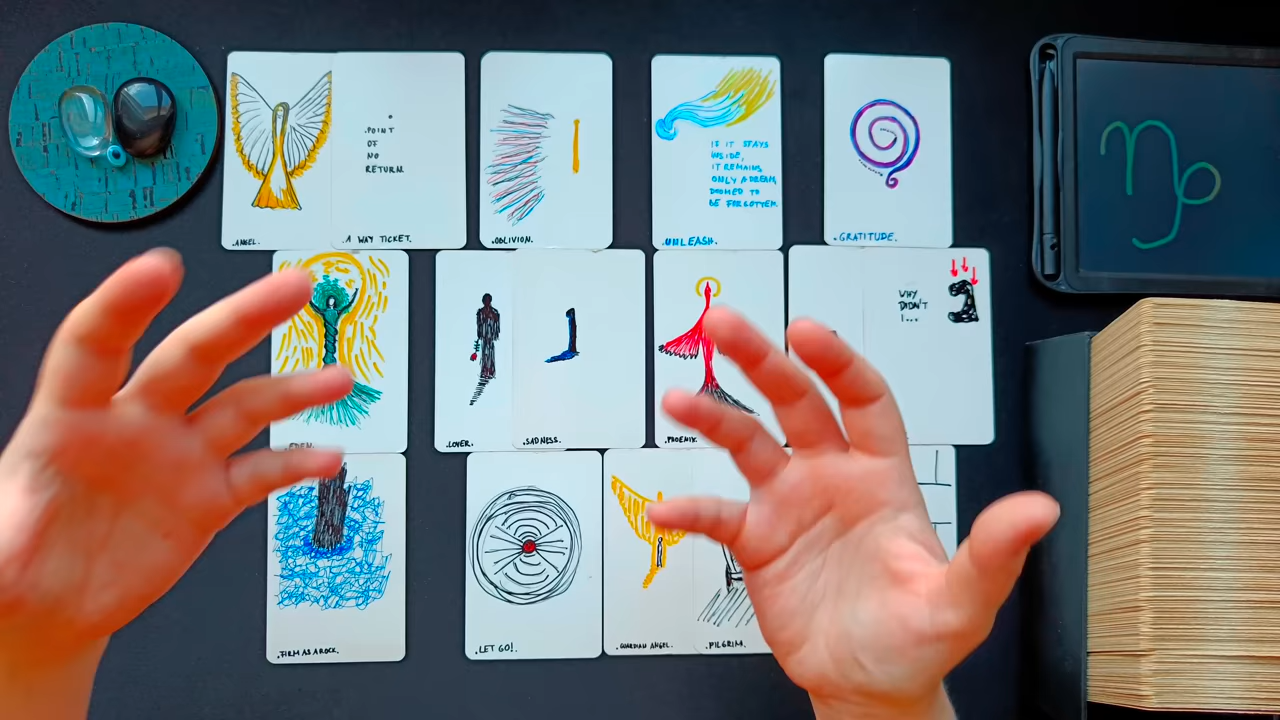 .POINT
OF
NO
RETURN.
.ANGEL.
.A WAY TICKET.
.OBLIVION.
IF IT STAYS
INSIDE,
IT REMAINS
ONLY A DREAM,
DOOMED TO
BE FORGOTTEN.
.UNLEASH.
.GRATITUDE.
.EDEN.
.LOVER.
.SADNESS.
.PHOENIX.
WHY
DIDN'T
I...
.FIRM AS A ROCK.
.LET GO!.
.GUARDIAN ANGEL.
.PILGRIM.